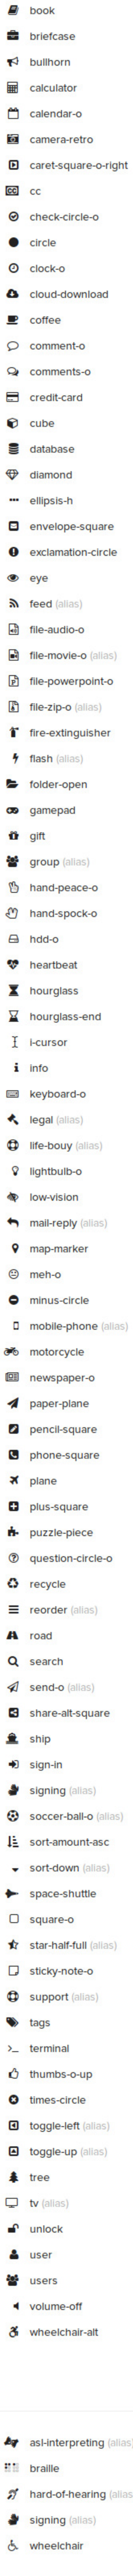 book
briefcase
bullhorn
calculator
calendar-o
camera-retro
caret-square-o-right
cc
check-circle-o
circle
clock-o
cloud-download
coffee
comment-o
comments-o
credit-card
cube
database
diamond
ellipsis-h
envelope-square
exclamation-circle
eye
feed (alias)
file-audio-o
file-movie-o (alias)
file-powerpoint-o
file-zip-o (alias)
fire-extinguisher
flash (alias)
folder-open
gamepad
gift
group (alias)
hand-peace-o
hand-spock-o
hdd-o
heartbeat
hourglass
hourglass-end
i-cursor
info
keyboard-o
legal (alias)
life-bouy (alias)
lightbulb-o
low-vision
mail-reply (alias)
map-marker
meh-o
minus-circle
mobile-phone (alias)
motorcycle
newspaper-o
paper-plane
pencil-square
phone-square
plane
plus-square
puzzle-piece
question-circle-o
recycle
reorder (alias)
road
search
send-o (alias)
share-alt-square
ship
sign-in
signing (alias)
soccer-ball-o (alias)
sort-amount-asc
sort-down (alias)
space-shuttle
square-o
star-half-full (alias)
sticky-note-o
support (alias)
tags
terminal
thumbs-o-up
times-circle
toggle-left (alias)
toggle-up (alias)
tree
tv (alias)
unlock
user
users
volume-off
wheelchair-alt
asl-interpreting (alias)
braille
hard-of-hearing (alias
signing (alias)
wheelchair